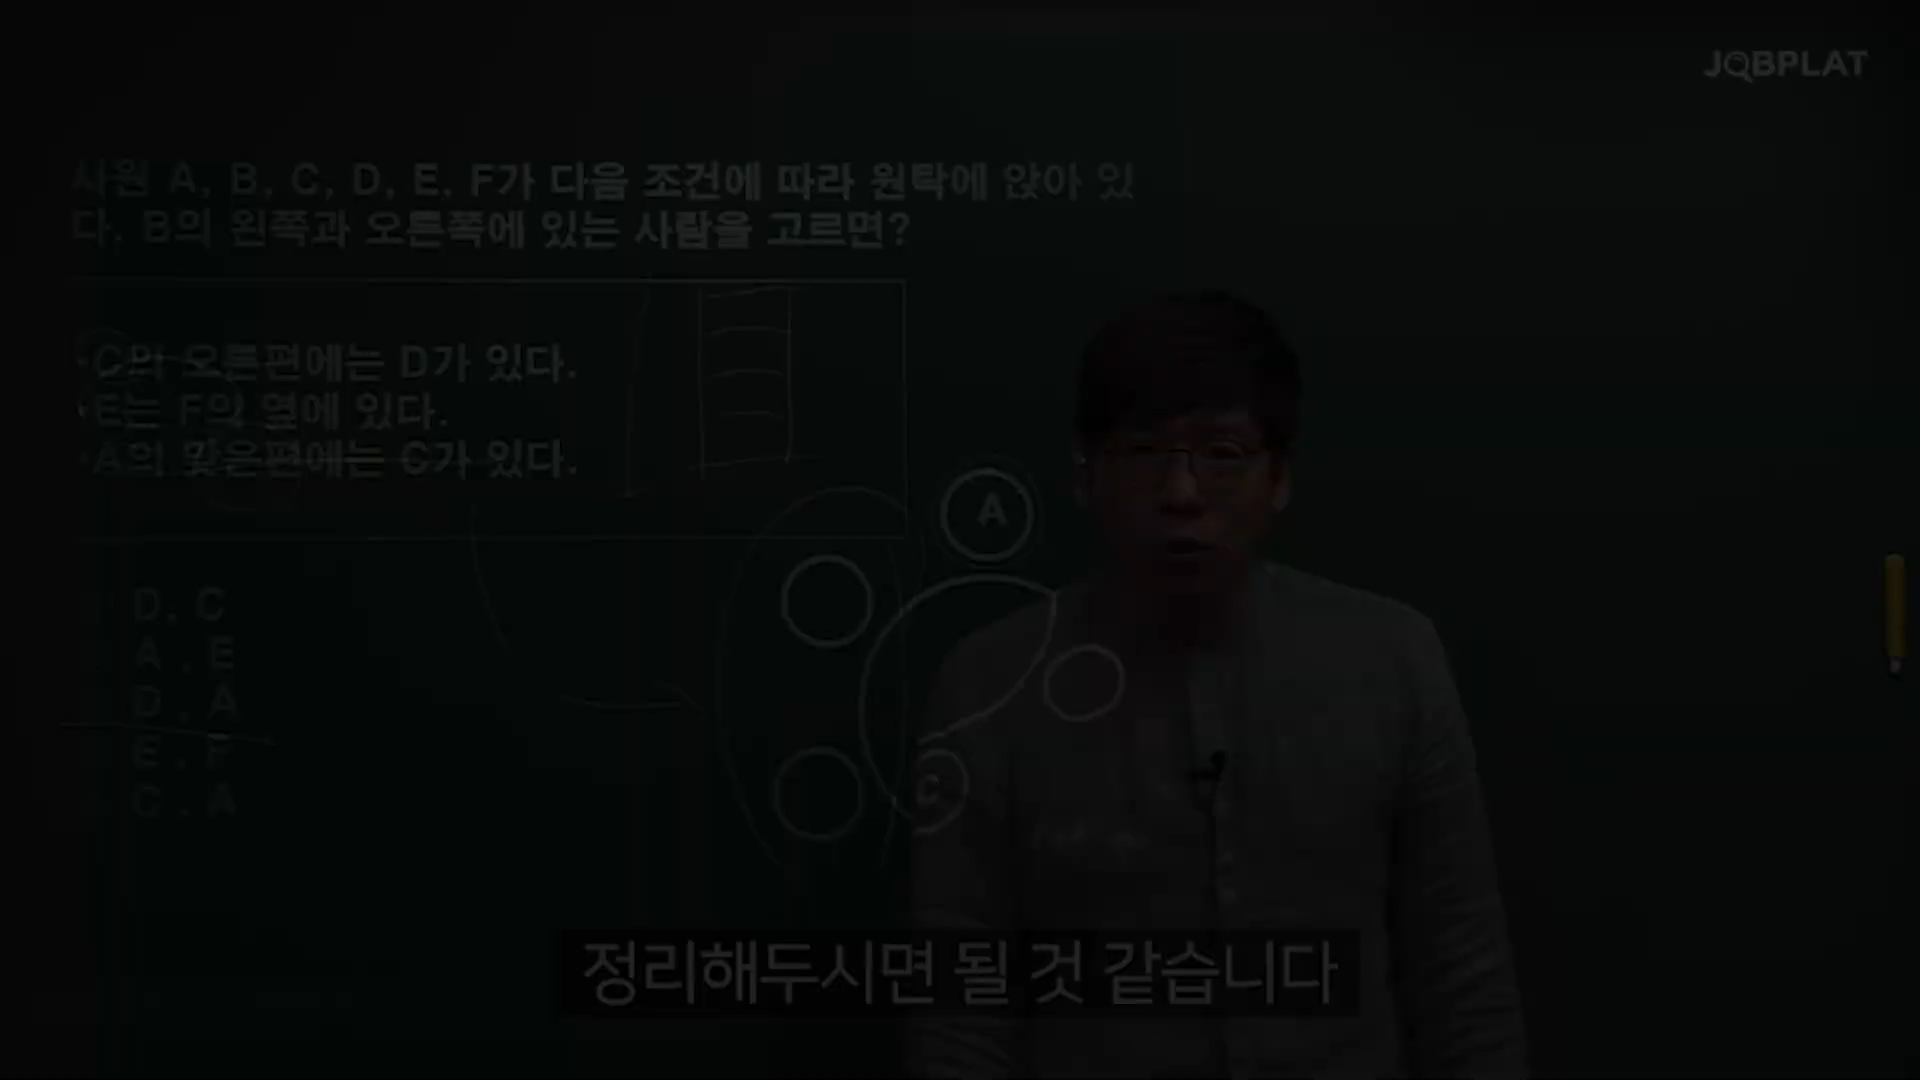 JOBPLAT
사원 A, B, C, D, E, F가 다음 조건에 따라 원탁에 앉아 있
다. B의 왼쪽과 오른쪽에 있는 사람을 고르면?
·C의 오른편에는 D가 있다.
·E는 F의 옆에 있다.
·A의 맞은편에는 C가 있다.
A
D, C
A, E
D, A
E, F
C, A
C
정리해두시면 될 것 같습니다